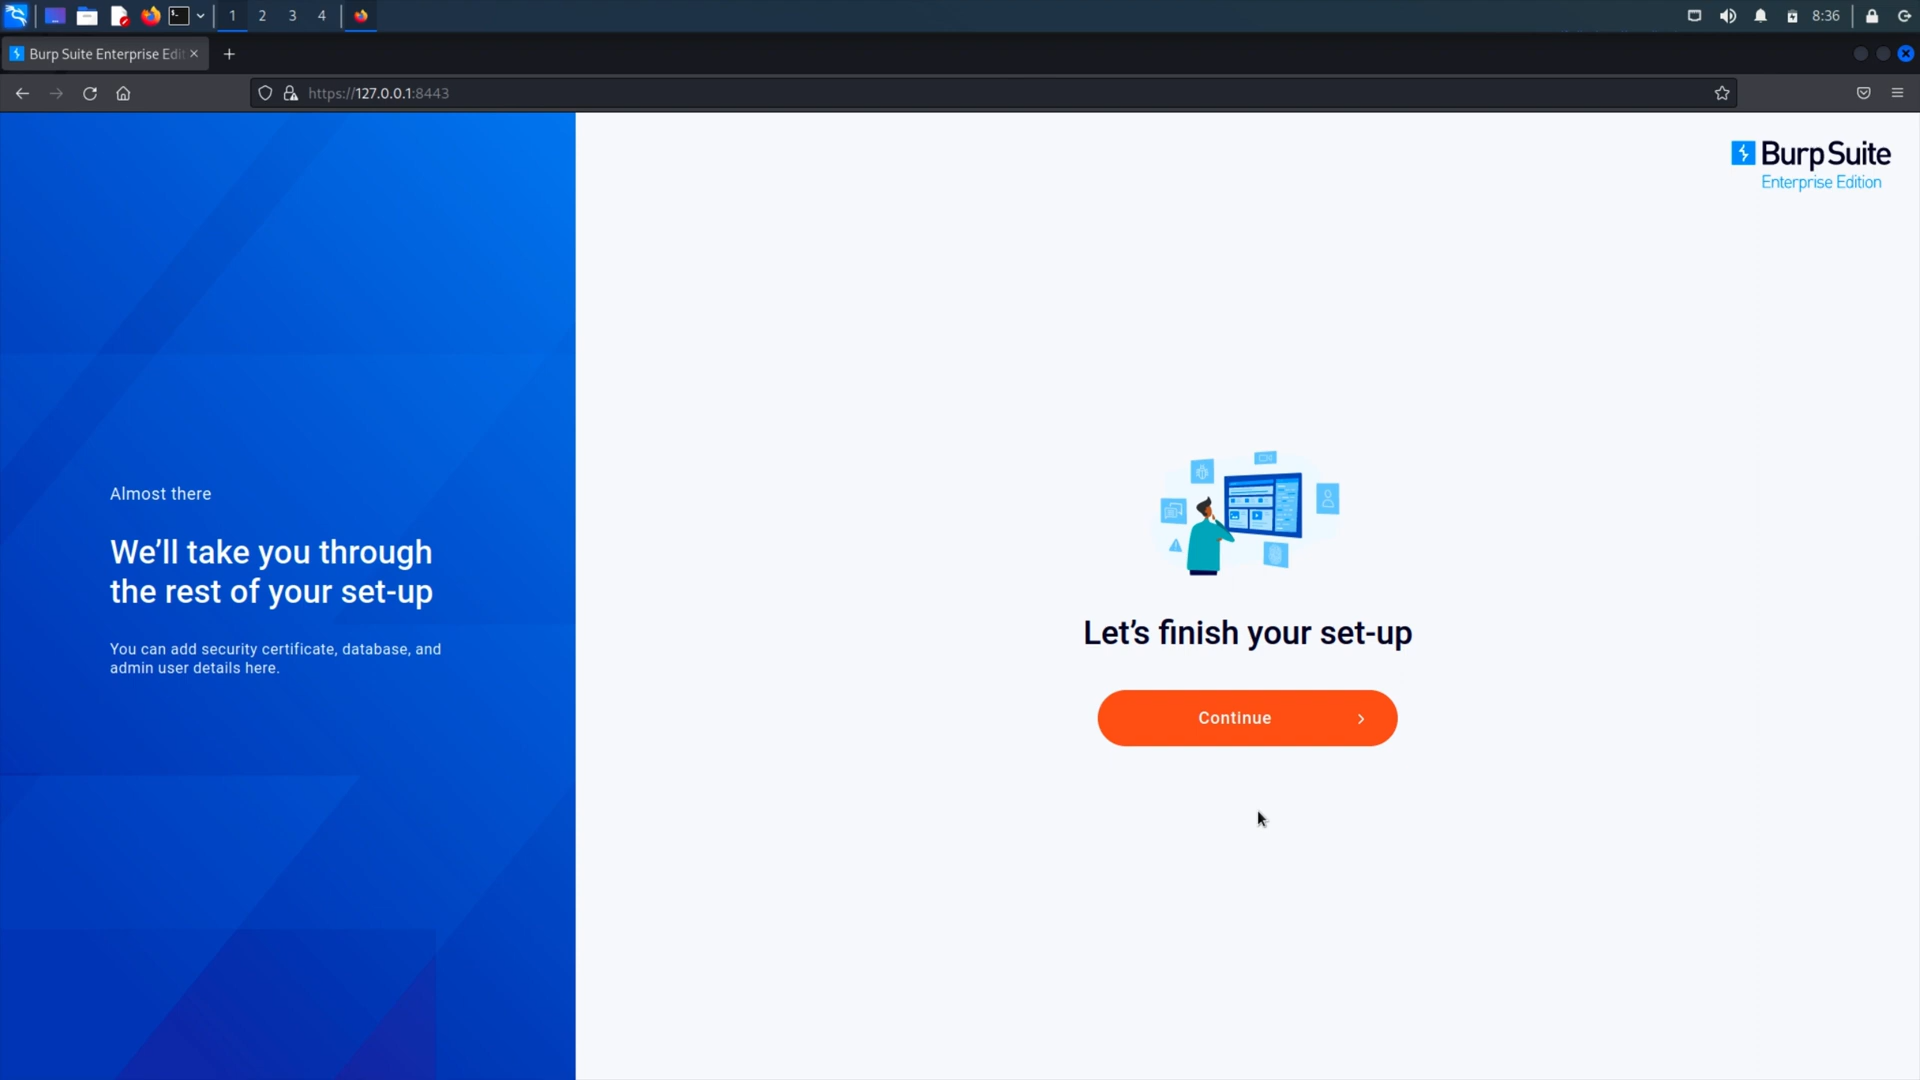 1
2
3
4
8:36
Burp Suite Enterprise Edit
https://127.0.0.1:8443
Burp Suite
Enterprise Edition
Almost there
We’ll take you through
the rest of your set-up
You can add security certificate, database, and
admin user details here.
Let’s finish your set-up
Continue